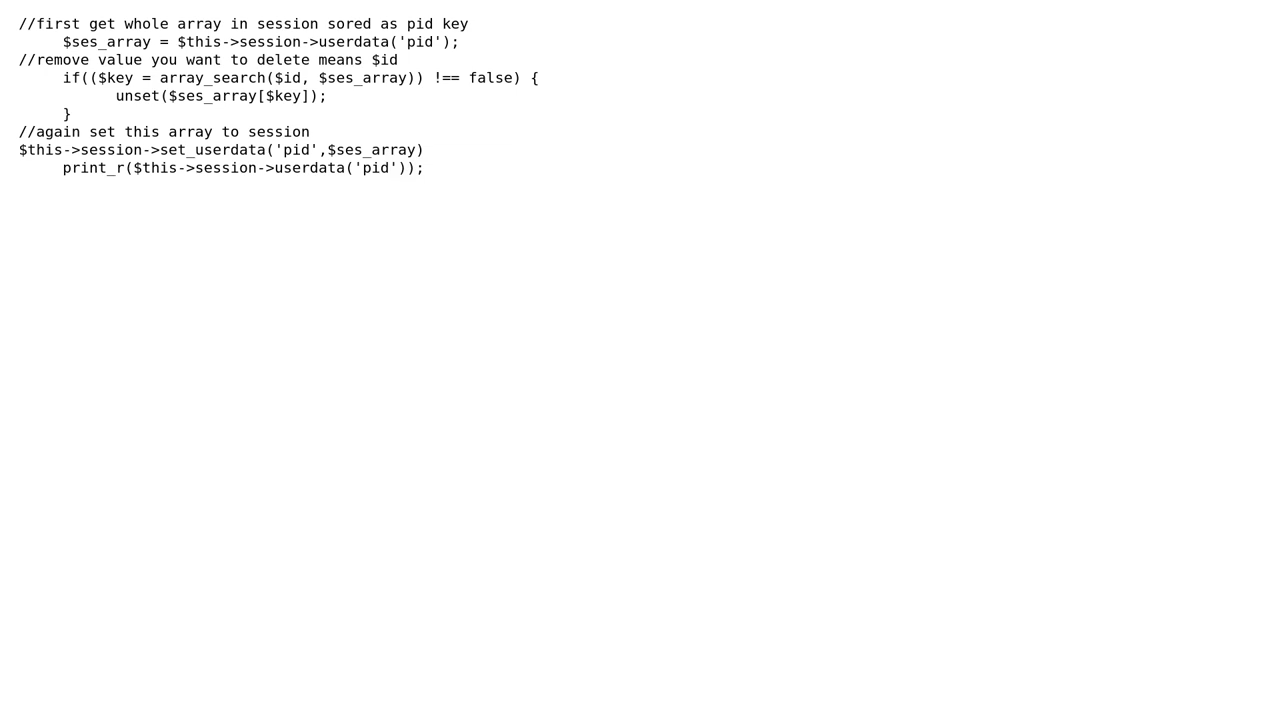 //first get whole array in session sored as pid key
     $ses_array = $this->session->userdata('pid');
//remove value you want to delete means $id
     if(($key = array_search($id, $ses_array)) !== false) {
           unset($ses_array[$key]);
     }
//again set this array to session
$this->session->set_userdata('pid',$ses_array)
     print_r($this->session->userdata('pid'));